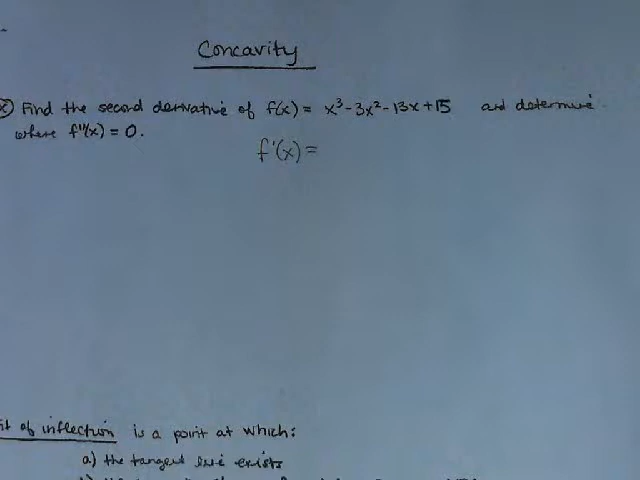 Concavity
Find the second derivative of f(x) = x³-3x²-13x+15 and determine
where f"(x) = 0.
f'(x) =
of inflection is a point at which:
a) the tangent line exists